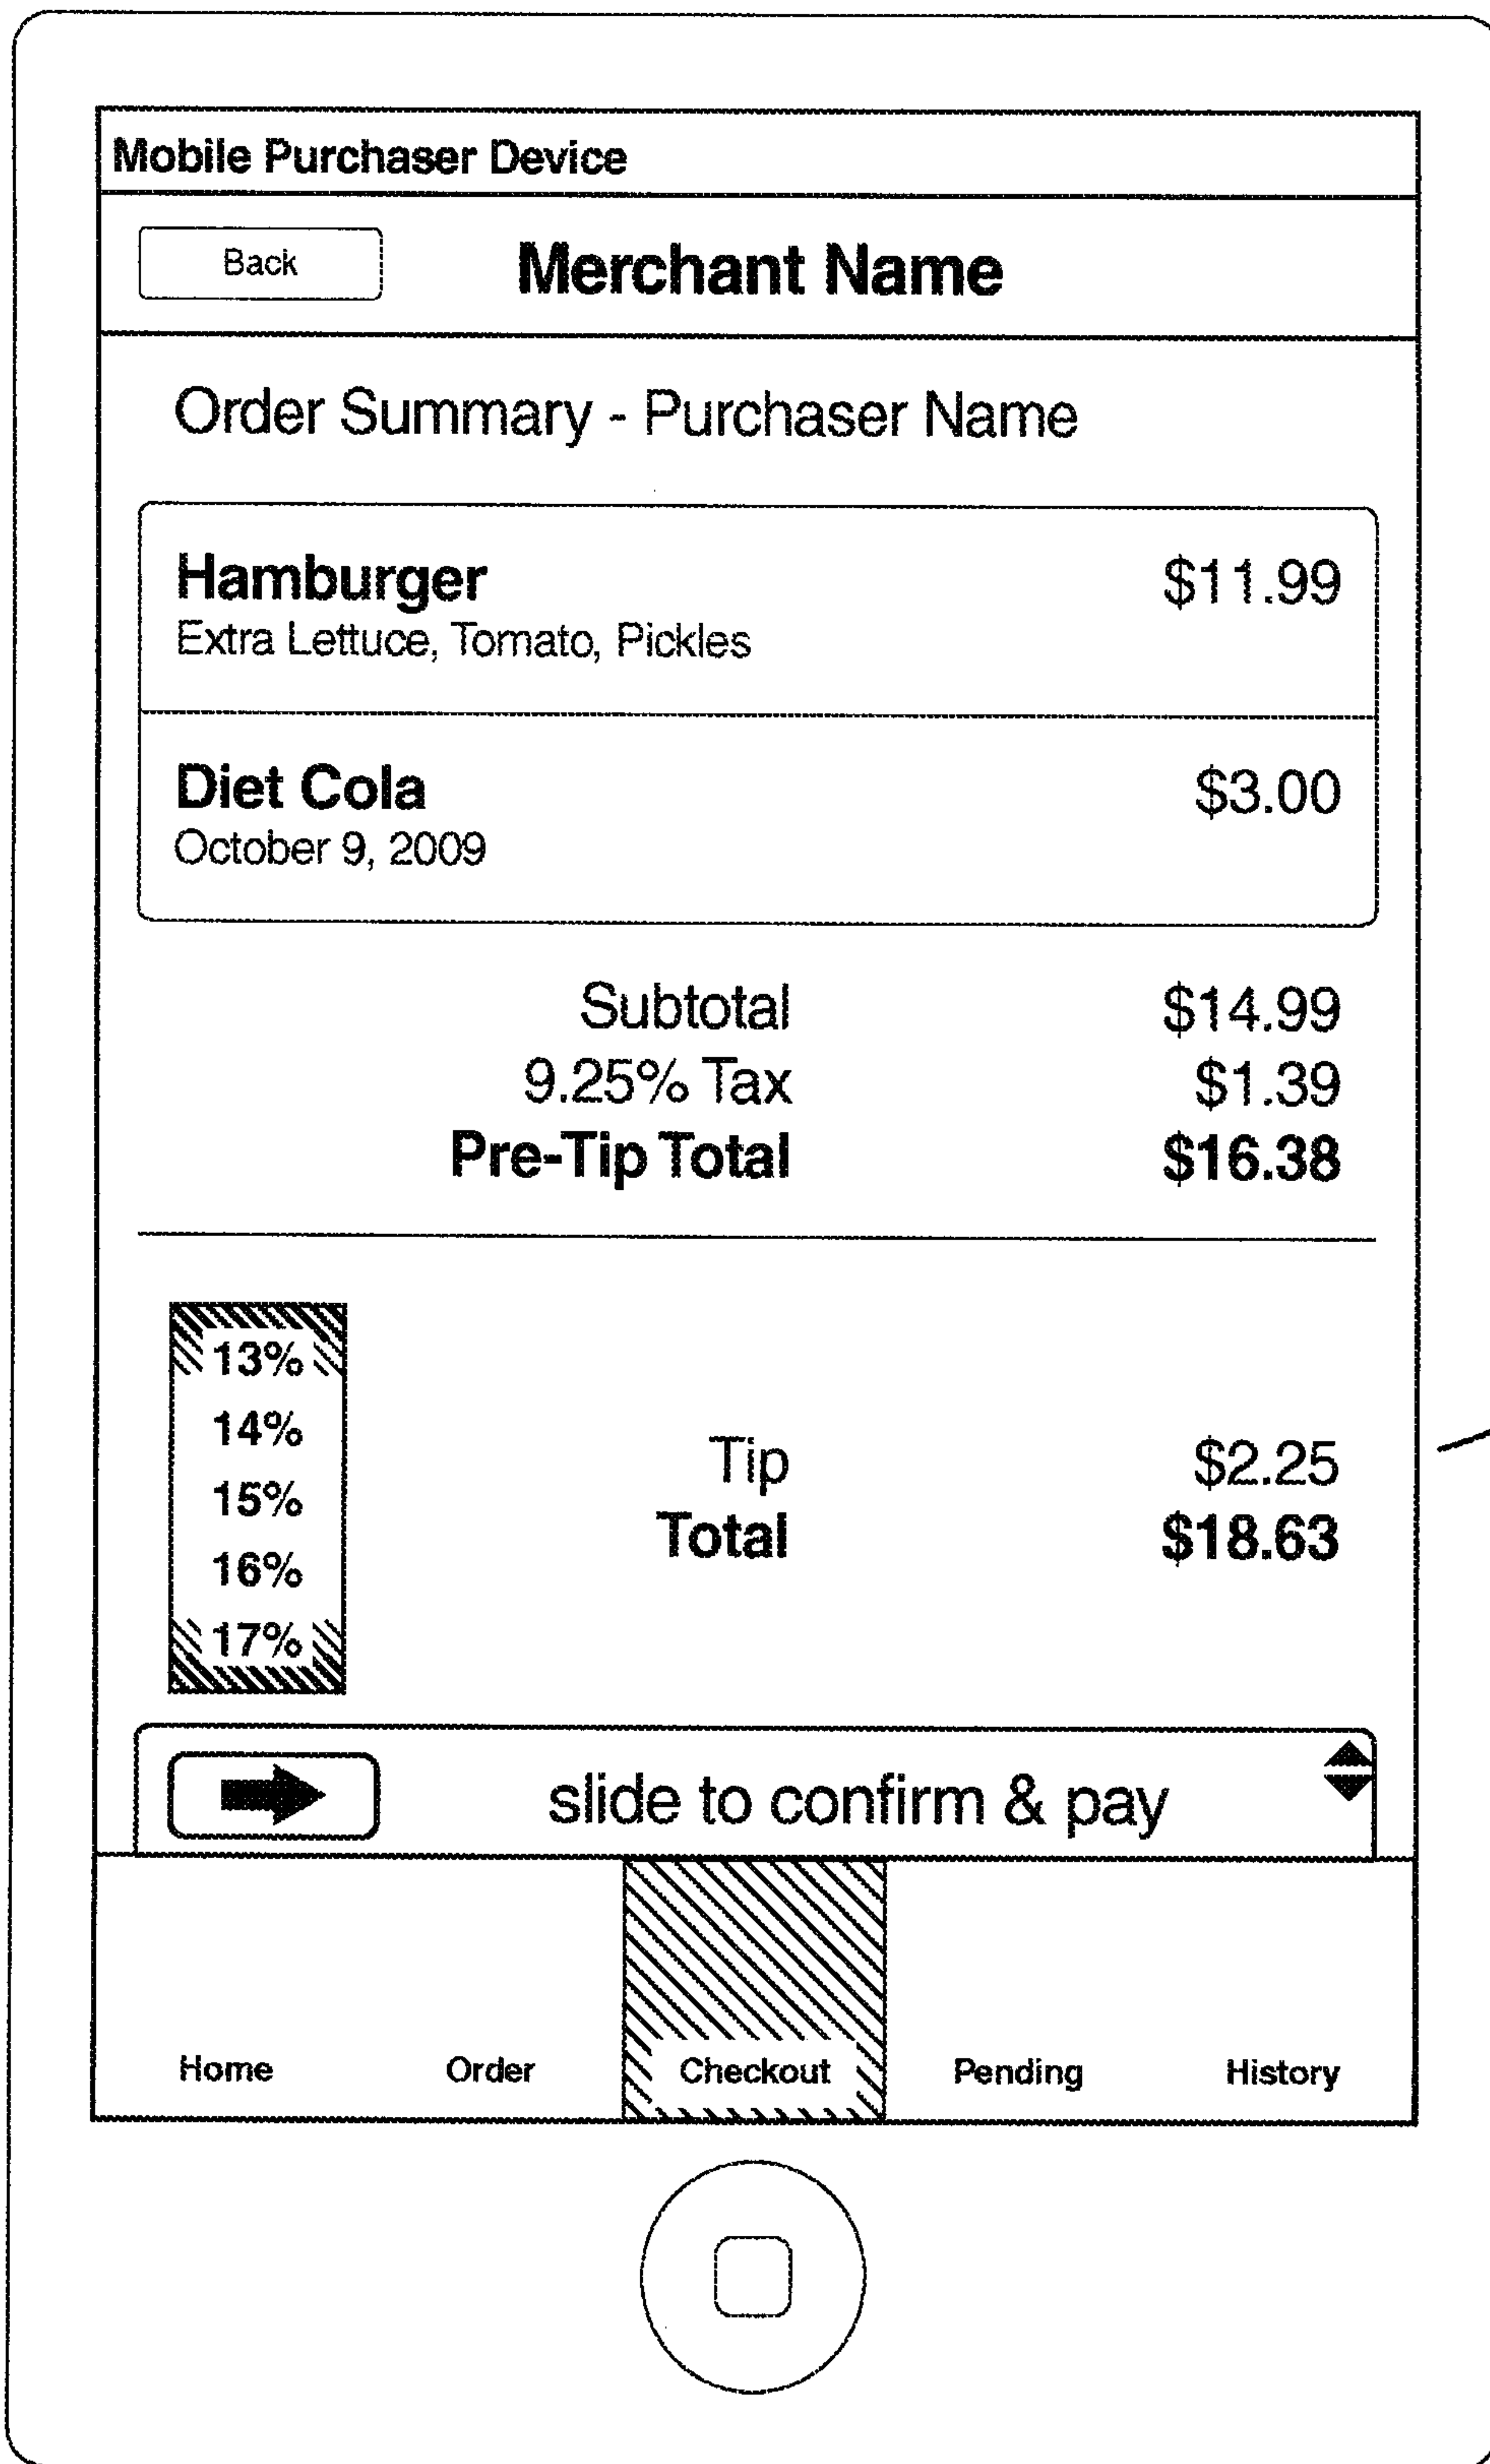 Mobile Purchaser Device
Back
Merchant Name
Order Summary - Purchaser Name
Hamburger $11.99
Extra Lettuce, Tomato, Pickles
Diet Cola $3.00
October 9, 2009
Subtotal $14.99
9.25% Tax $1.39
Pre-Tip Total $16.38
13%
14%
15%
16%
17%
Tip $2.25
Total $18.63
slide to confirm & pay
Home Order Checkout Pending History